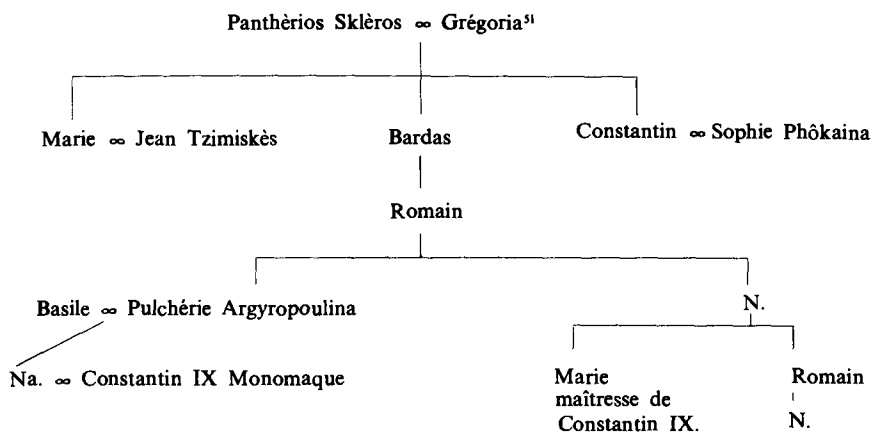 Panthèrios Sklèros ∞ Grégoria⁵¹
Marie ∞ Jean Tzimiskès Bardas Constantin ∞ Sophie Phôkaina
Romain
Basile ∞ Pulchérie Argyropoulina N.
Na. ∞ Constantin IX Monomaque Marie Romain
maîtresse de
Constantin IX. N.